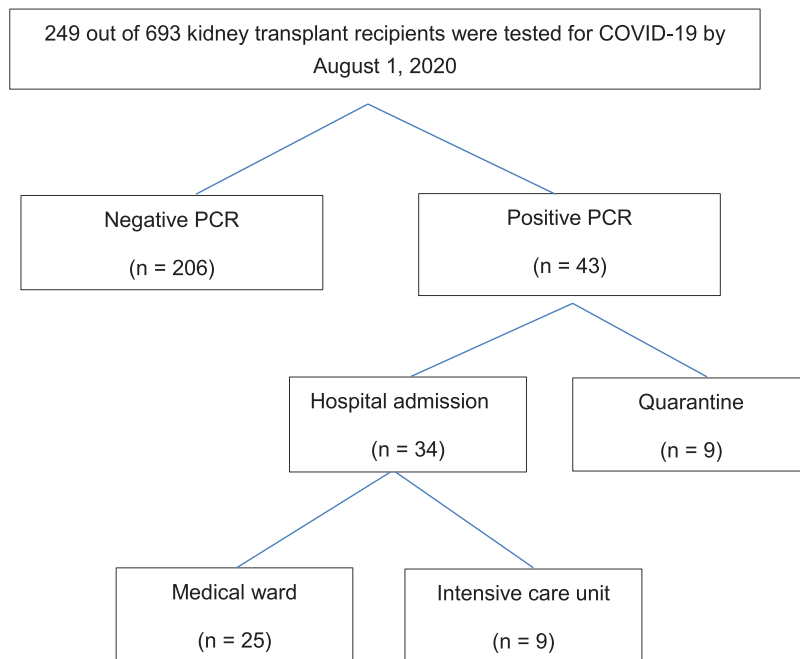 249 out of 693 kidney transplant recipients were tested for COVID-19 by
August 1, 2020
Negative PCR
(n = 206)
Positive PCR
(n = 43)
Hospital admission
(n = 34)
Quarantine
(n = 9)
Medical ward
(n = 25)
Intensive care unit
(n = 9)